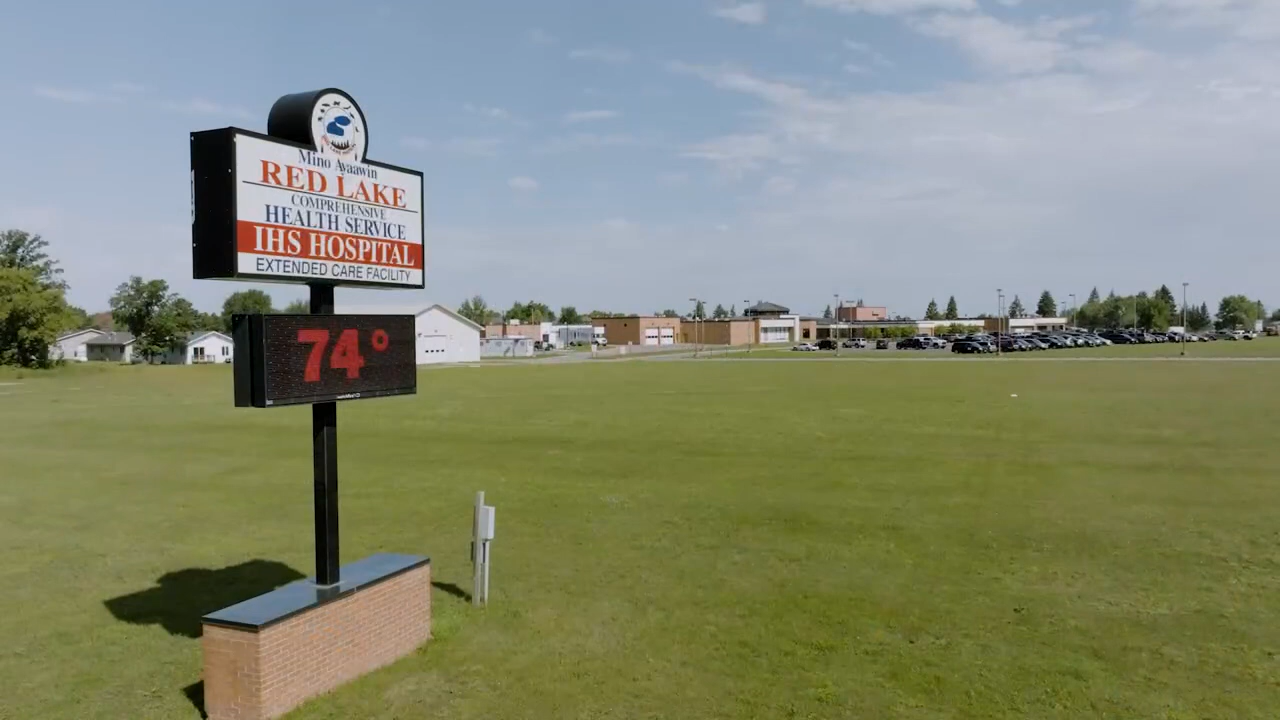 Mino Ayaawin
RED LAKE
COMPREHENSIVE
HEALTH SERVICE
IHS HOSPITAL
EXTENDED CARE FACILITY
74°